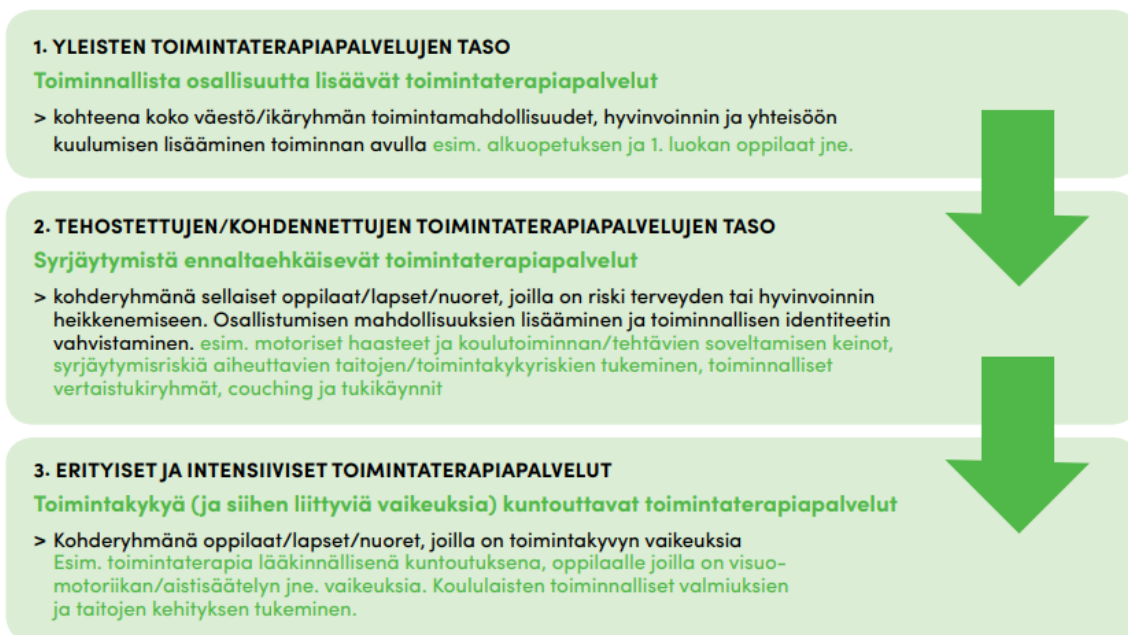 1. YLEISTEN TOIMINTATERAPIAPALVELUJEN TASO
Toiminnallista osallisuutta lisäävät toimintaterapiapalvelut
> kohteena koko väestö/ikäryhmän toimintamahdollisuudet, hyvinvoinnin ja yhteisöön
kuulumisen lisääminen toiminnan avulla esim. alkuopetuksen ja 1. luokan oppilaat jne.
2. TEHOSTETTUJEN/KOHDENNETTUJEN TOIMINTATERAPIAPALVELUJEN TASO
Syrjäytymistä ennaltaehkäisevät toimintaterapiapalvelut
> kohderyhmänä sellaiset oppilaat/lapset/nuoret, joilla on riski terveyden tai hyvinvoinnin
heikkenemiseen. Osallistumisen mahdollisuuksien lisääminen ja toiminnallisen identiteetin
vahvistaminen. esim. motoriset haasteet ja koulutoiminnan/tehtävien soveltamisen keinot,
syrjäytymisriskiä aiheuttavien taitojen/toimintakykyriskien tukeminen, toiminnalliset
vertaistukiryhmät, couching ja tukikäynnit
3. ERITYISET JA INTENSIIVISET TOIMINTATERAPIAPALVELUT
Toimintakykyä (ja siihen liittyviä vaikeuksia) kuntouttavat toimintaterapiapalvelut
> Kohderyhmänä oppilaat/lapset/nuoret, joilla on toimintakyvyn vaikeuksia
Esim. toimintaterapia lääkinnällisenä kuntoutuksena, oppilaalle joilla on visuo-
motoriikan/aistisäätelyn jne. vaikeuksia. Koululaisten toiminnalliset valmiuksien
ja taitojen kehityksen tukeminen.